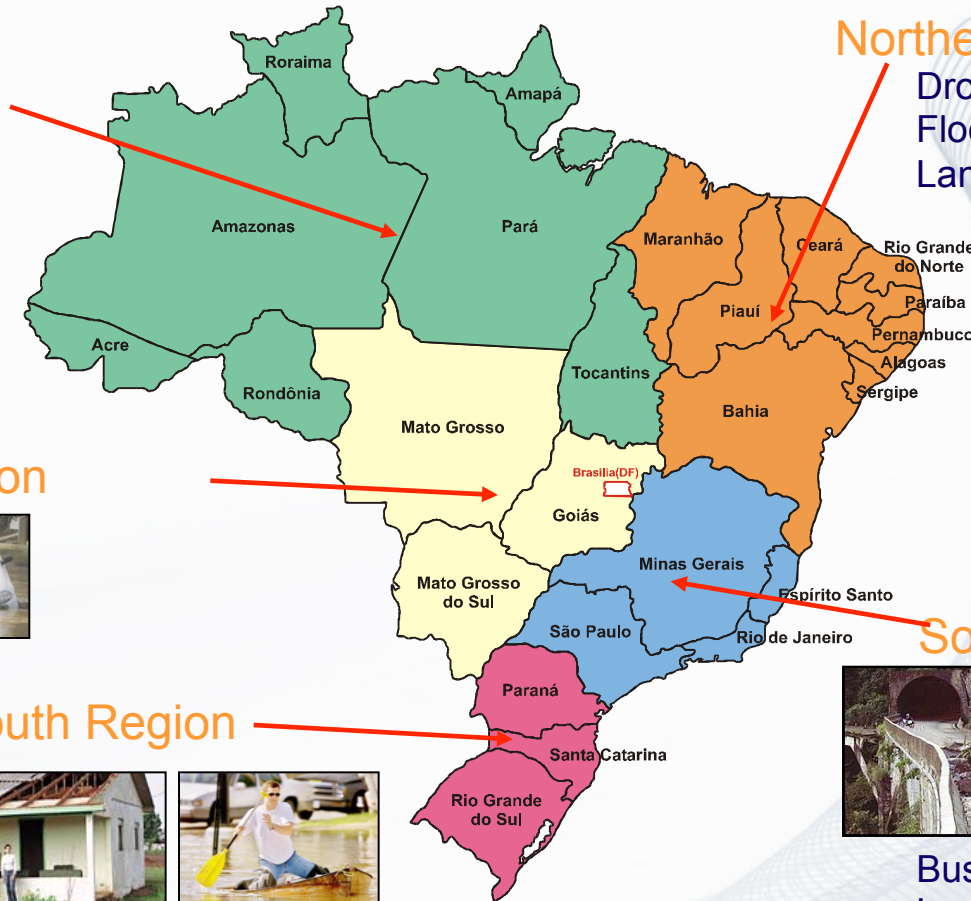 Northe
Dro
Floo
Lan
Roraima
Amapá
Amazonas
Pará
Maranhão
Ceará
Rio Grande
do Norte
Piauí
Paraíba
Pernambuco
Acre
Alagoas
Tocantins
Sergipe
Rondônia
Bahia
Mato Grosso
on
Brasilia(DF)
Goiás
Minas Gerais
Mato Grosso
do Sul
Espírito Santo
São Paulo
Rio de Janeiro
So
Paraná
outh Region
Santa Catarina
Rio Grande
do Sul
Bus